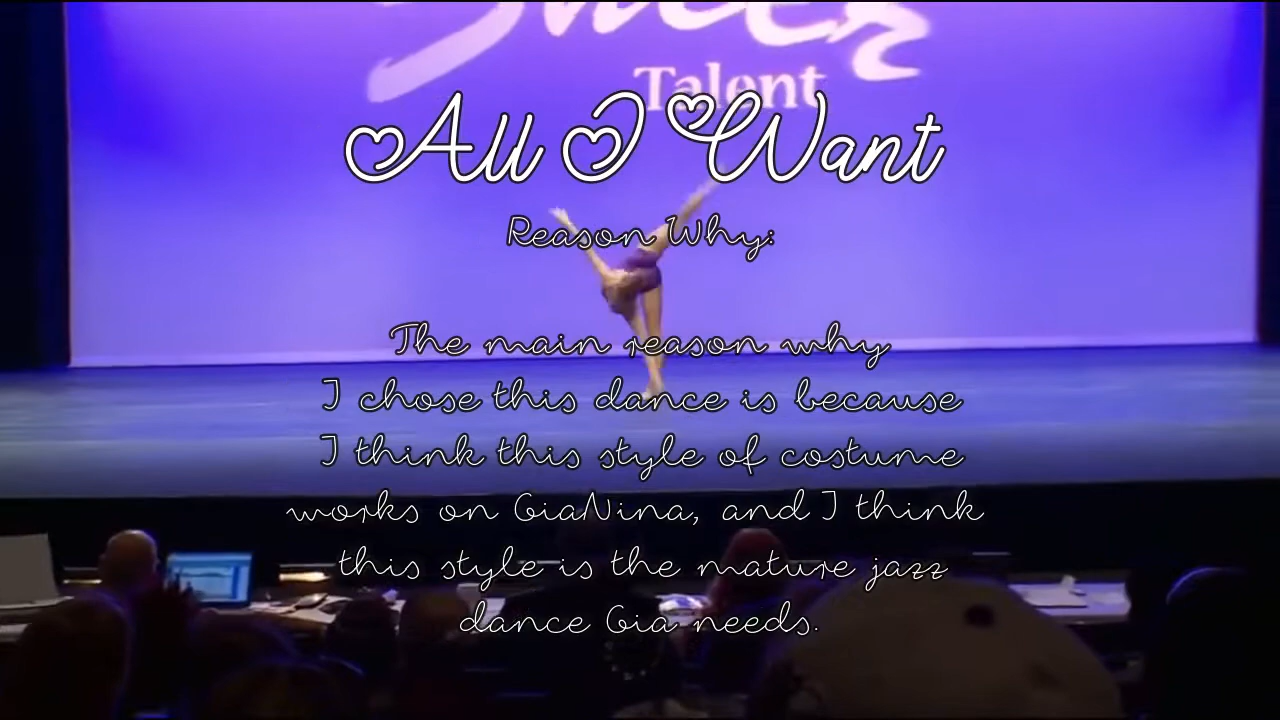 Talent
All I Want
Reason Why:
The main reason why
I chose this dance is because
I think this style of costume
works on GiaNina, and I think
this style is the mature jazz
dance Gia needs.